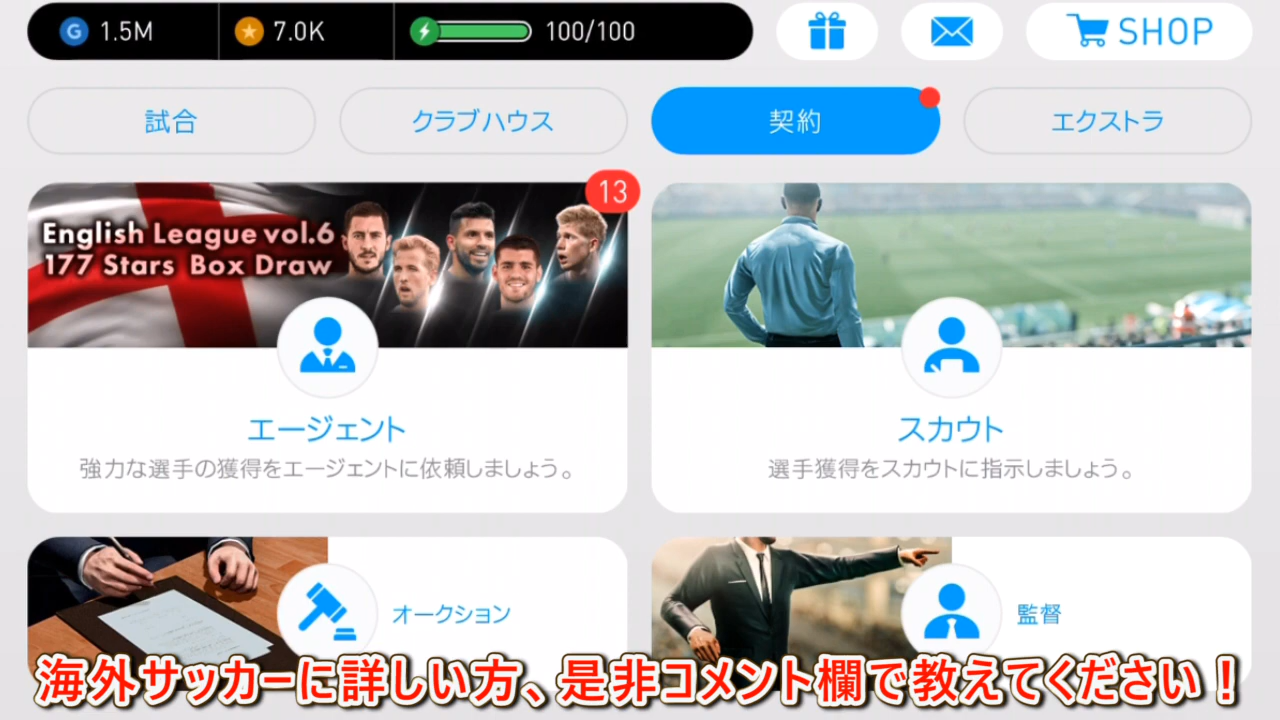 G 1.5M
7.0K
100/100
SHOP
試合
クラブハウス
契約
エクストラ
13
English League vol.6
177 Stars Box Draw
エージェント
強力な選手の獲得をエージェントに依頼しましょう。
スカウト
選手獲得をスカウトに指示しましょう。
オークション
監督
海外サッカーに詳しい方、是非コメント欄で教えてください！